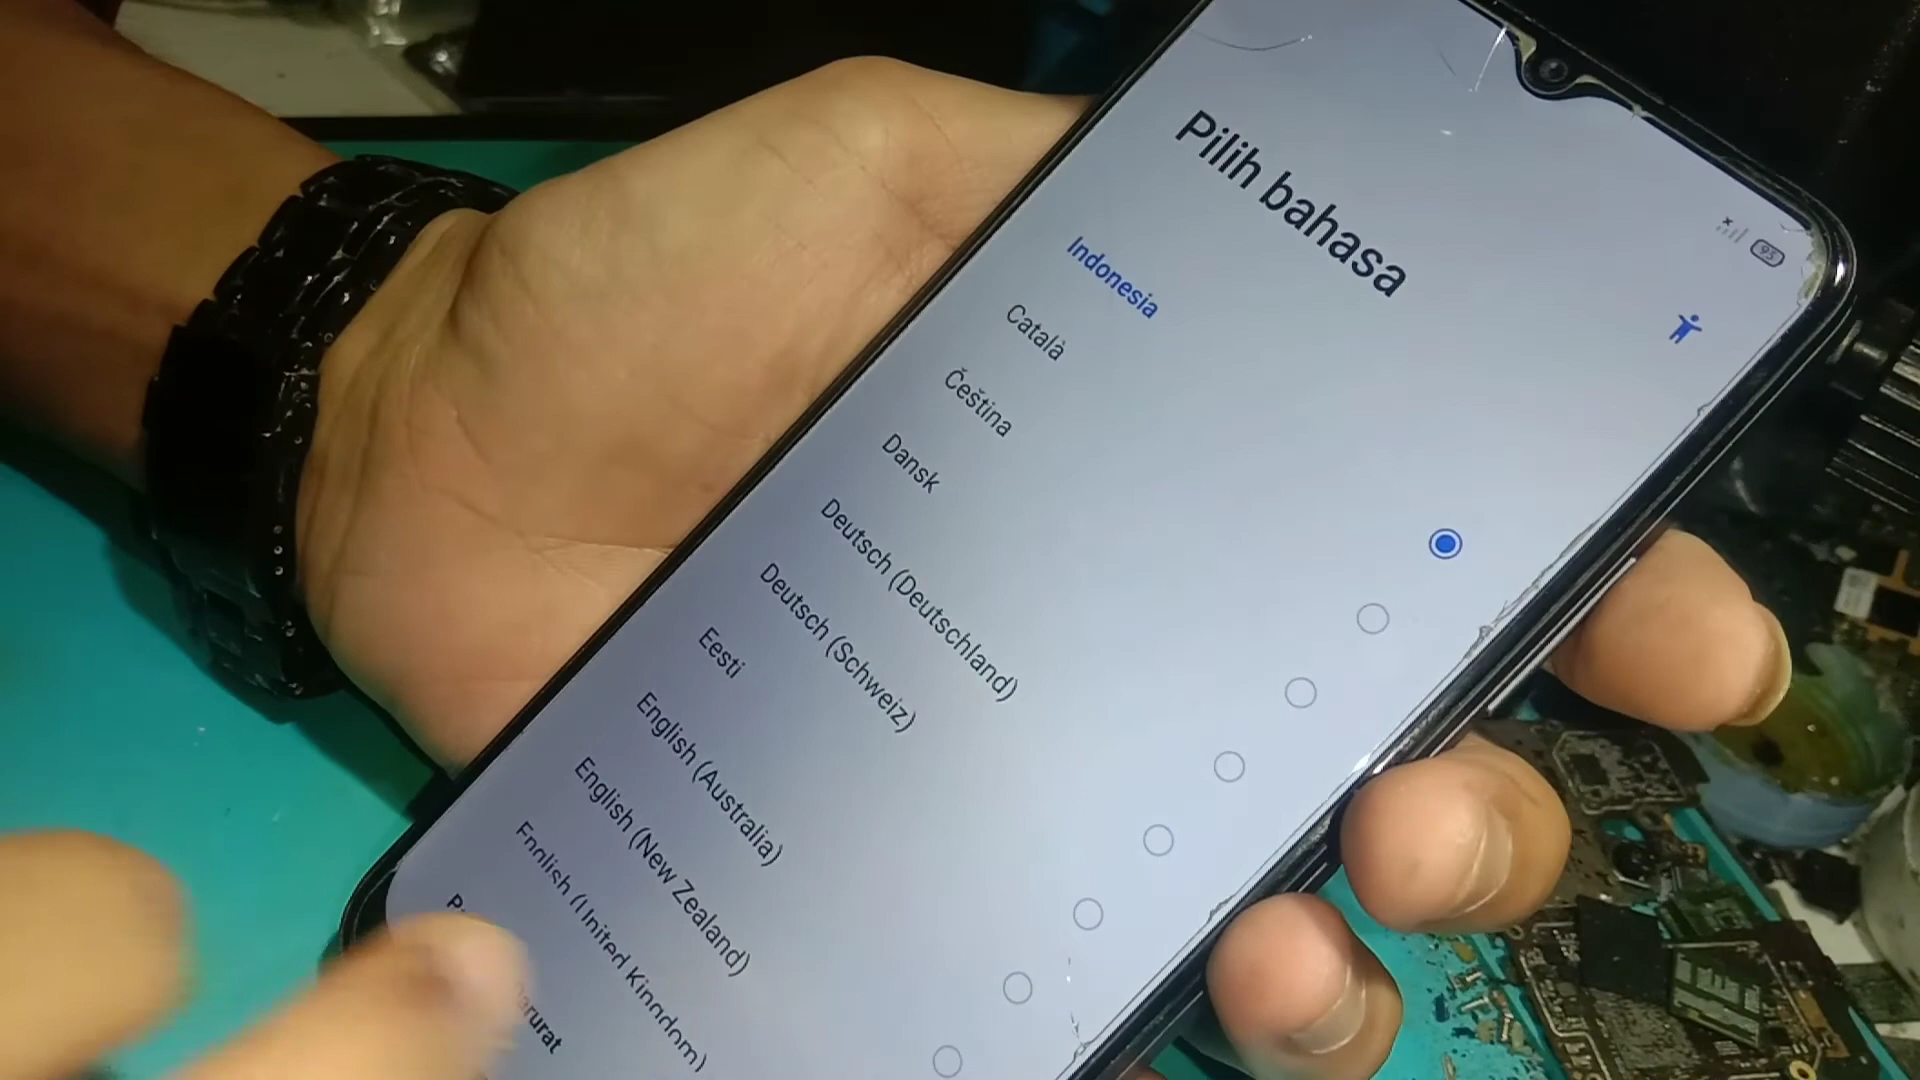 95
Pilih bahasa
Indonesia
Català
Čeština
Dansk
Deutsch (Deutschland)
Deutsch (Schweiz)
Eesti
English (Australia)
English (New Zealand)
English (United Kingdom)